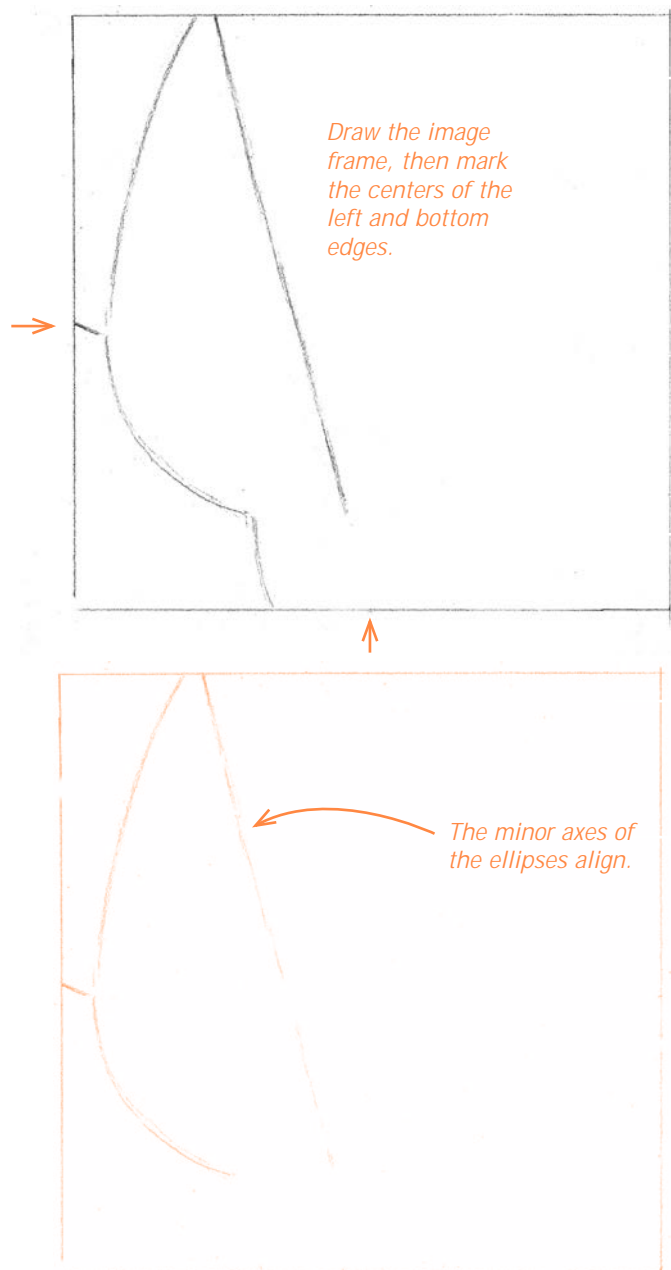 Draw the image
frame, then mark
the centers of the
left and bottom
edges.
The minor axes of
the ellipses align.